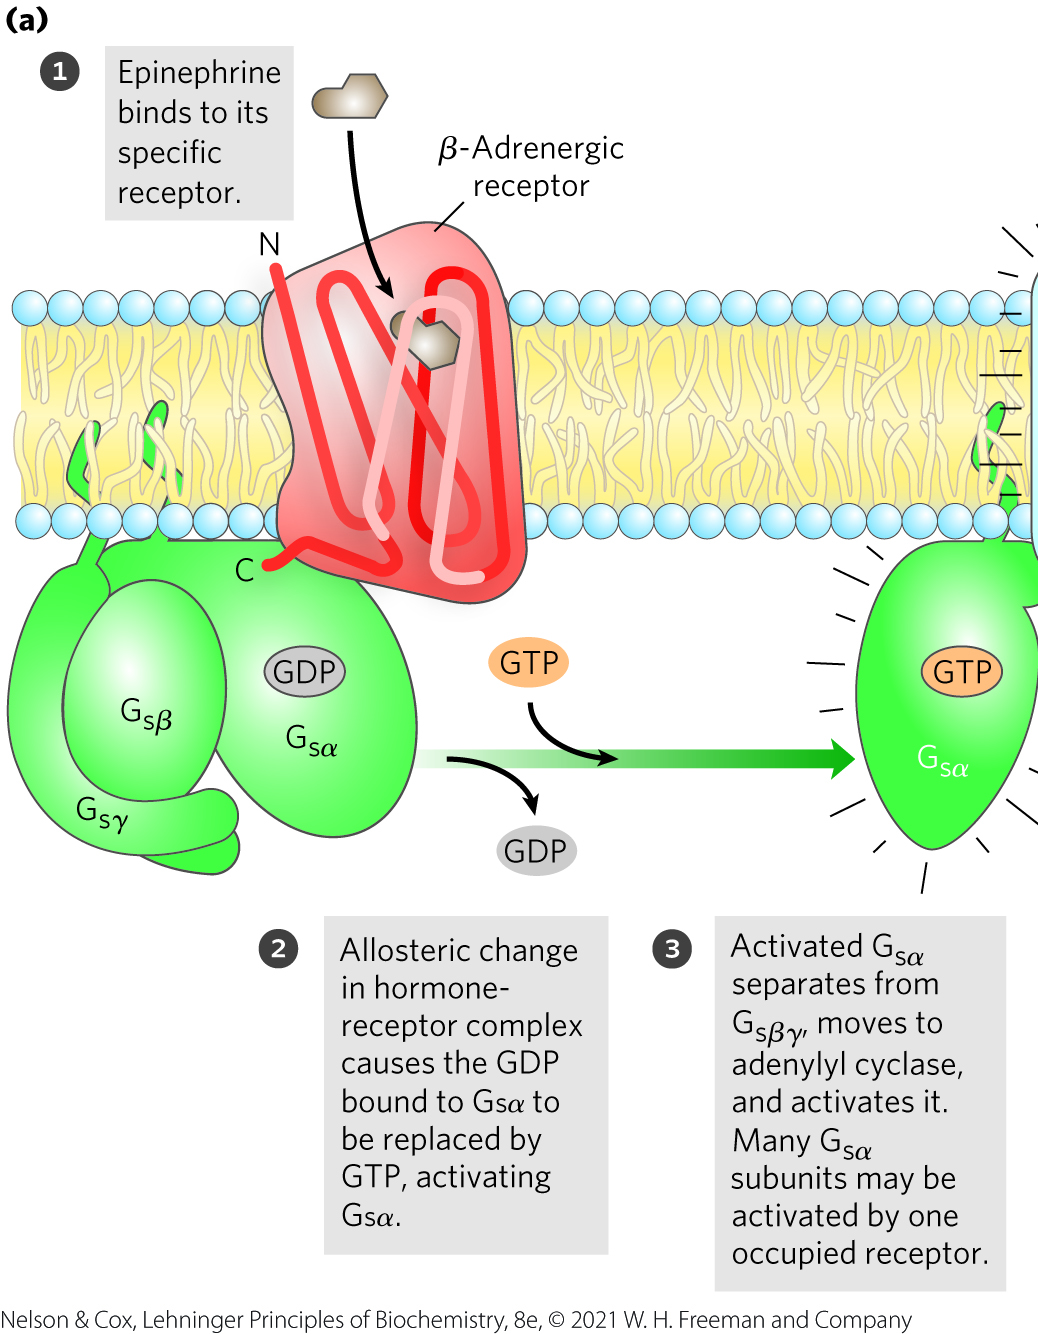 (a)
1
Epinephrine
binds to its
specific
receptor.
β-Adrenergic
receptor
N
C
GDP
Gsβ
Gsα
Gsγ
GTP
GDP
GTP
Gsα
2
Allosteric change
in hormone-
receptor complex
causes the GDP
bound to Gsα to
be replaced by
GTP, activating
Gsα.
3
Activated Gsα
separates from
Gsβγ, moves to
adenylyl cyclase,
and activates it.
Many Gsα
subunits may be
activated by one
occupied receptor.
Nelson & Cox, Lehninger Principles of Biochemistry, 8e, © 2021 W. H. Freeman and Company